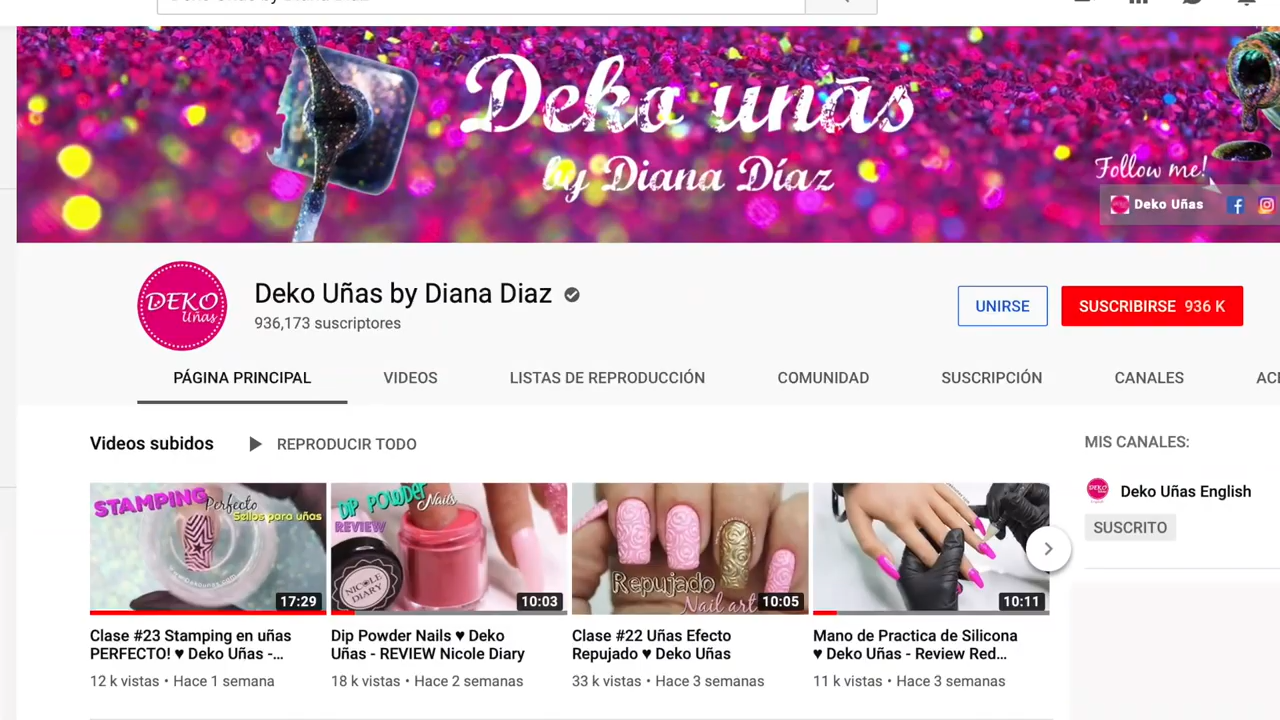 Deko uñas
by Diana Díaz
Follow me!
Deko Uñas
DEKO
Uñas
Deko Uñas by Diana Diaz
936,173 suscriptores
UNIRSE
SUSCRIBIRSE 936 K
PÁGINA PRINCIPAL
VIDEOS
LISTAS DE REPRODUCCIÓN
COMUNIDAD
SUSCRIPCIÓN
CANALES
Videos subidos
REPRODUCIR TODO
MIS CANALES:
Deko Uñas English
SUSCRITO
STAMPING
Perfecto
Sellos para uñas
17:29
DIP POWDER
Nails
REVIEW
NICOLE
DIARY
10:03
Repujado
Nail art
10:05
10:11
Clase #23 Stamping en uñas
PERFECTO! ♥ Deko Uñas -...
12 k vistas • Hace 1 semana
Dip Powder Nails ♥ Deko
Uñas - REVIEW Nicole Diary
18 k vistas • Hace 2 semanas
Clase #22 Uñas Efecto
Repujado ♥ Deko Uñas
33 k vistas • Hace 3 semanas
Mano de Practica de Silicona
♥ Deko Uñas - Review Red...
11 k vistas • Hace 3 semanas